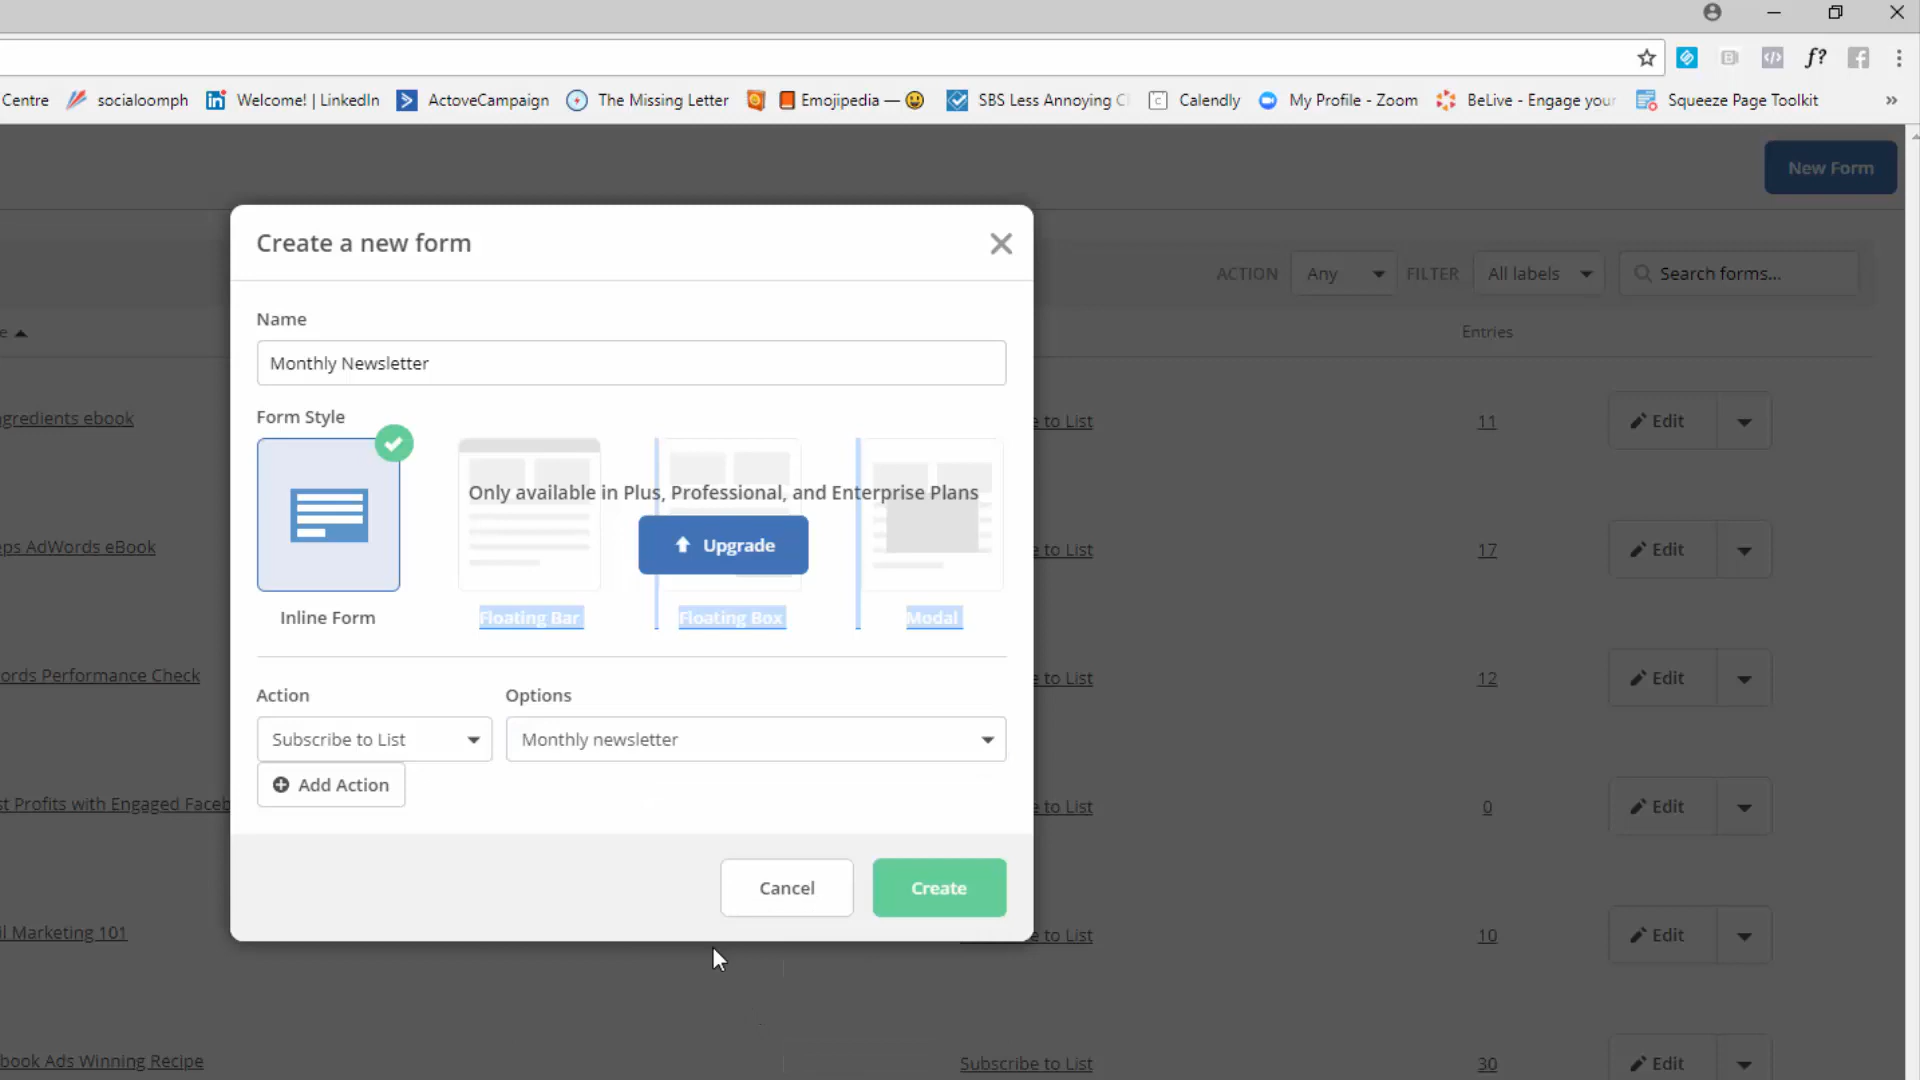 Centre socialoomph Welcome! | LinkedIn ActoveCampaign The Missing Letter Emojipedia — 😃 SBS Less Annoying C Calendly My Profile - Zoom BeLive - Engage your Squeeze Page Toolkit »
New Form
Create a new form
ACTION Any FILTER All labels Search forms...
Name
Entries
Monthly Newsletter
Form Style
ngredients ebook
e to List 11 Edit
Only available in Plus, Professional, and Enterprise Plans
Upgrade
eps AdWords eBook
e to List 17 Edit
Inline Form Floating Bar Floating Box Modal
ords Performance Check
e to List 12 Edit
Action Options
Subscribe to List Monthly newsletter
Add Action
st Profits with Engaged Faceb
e to List 0 Edit
Cancel Create
il Marketing 101
e to List 10 Edit
book Ads Winning Recipe Subscribe to List 30 Edit